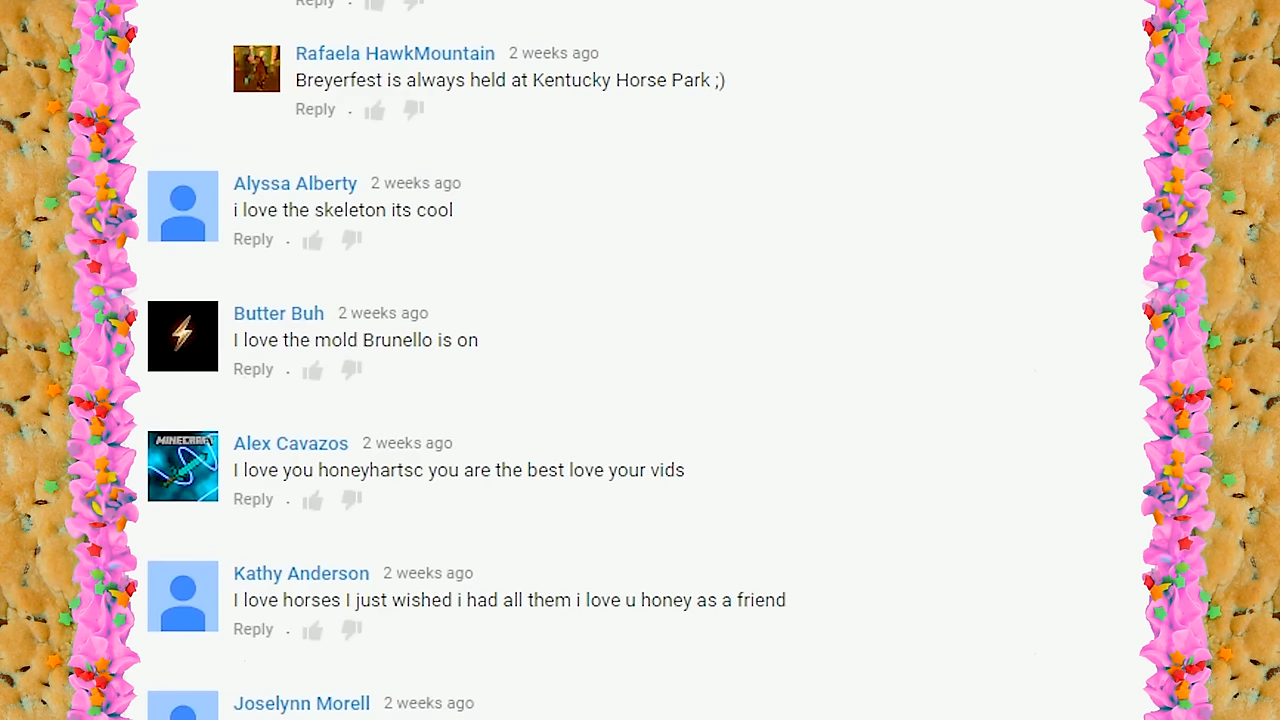 Reply .
Rafaela HawkMountain 2 weeks ago
Breyerfest is always held at Kentucky Horse Park ;)
Reply .
Alyssa Alberty 2 weeks ago
i love the skeleton its cool
Reply .
Butter Buh 2 weeks ago
I love the mold Brunello is on
Reply .
MINECRAFT
Alex Cavazos 2 weeks ago
I love you honeyhartsc you are the best love your vids
Reply .
Kathy Anderson 2 weeks ago
I love horses I just wished i had all them i love u honey as a friend
Reply .
Joselynn Morell 2 weeks ago